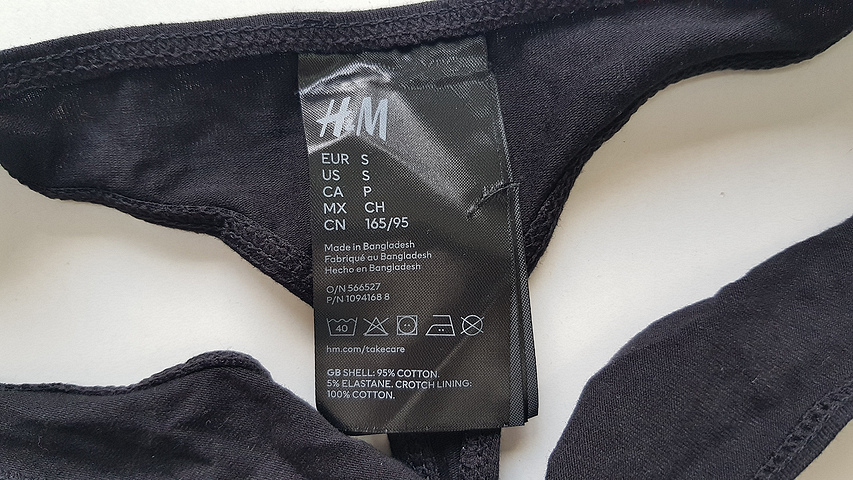 H&M
EUR S
US S
CA P
MX CH
CN 165/95
Made in Bangladesh
Fabriqué au Bangladesh
Hecho en Bangladesh
O/N 566527
P/N 1094168 8
40
hm.com/takecare
GB SHELL: 95% COTTON.
5% ELASTANE. CROTCH LINING:
100% COTTON.